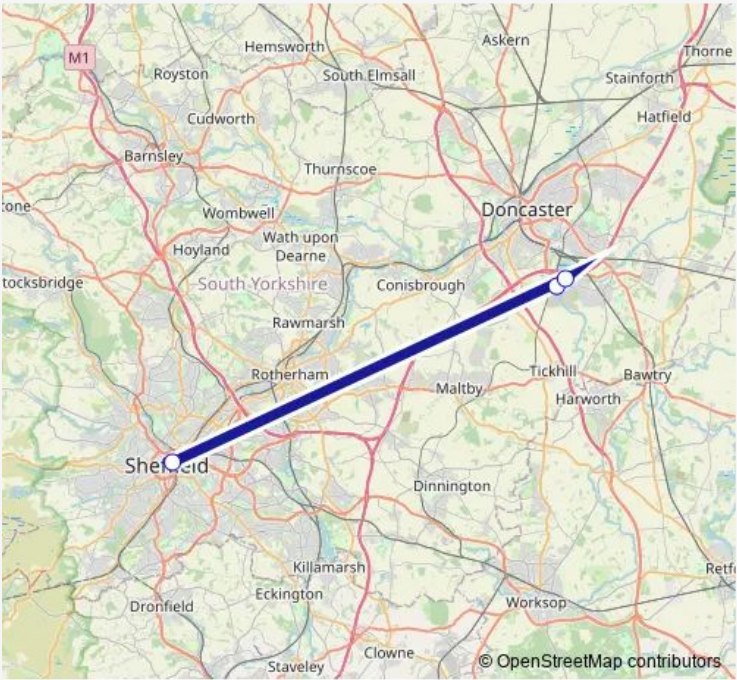 Hemsworth
Askern
M1
Thorne
Royston
South Elmsall
Stainforth
Cudworth
Hatfield
Barnsley
Thurnscoe
tone
Wombwell
Doncaster
Wath upon
Dearne
Hoyland
tocksbridge
South Yorkshire
Conisbrough
Rawmarsh
Rotherham
Tickhill
Bawtry
Maltby
Harworth
Sheffield
Dinnington
Killamarsh
Retf
Eckington
Dronfield
Worksop
Clowne
Staveley
© OpenStreetMap contributors